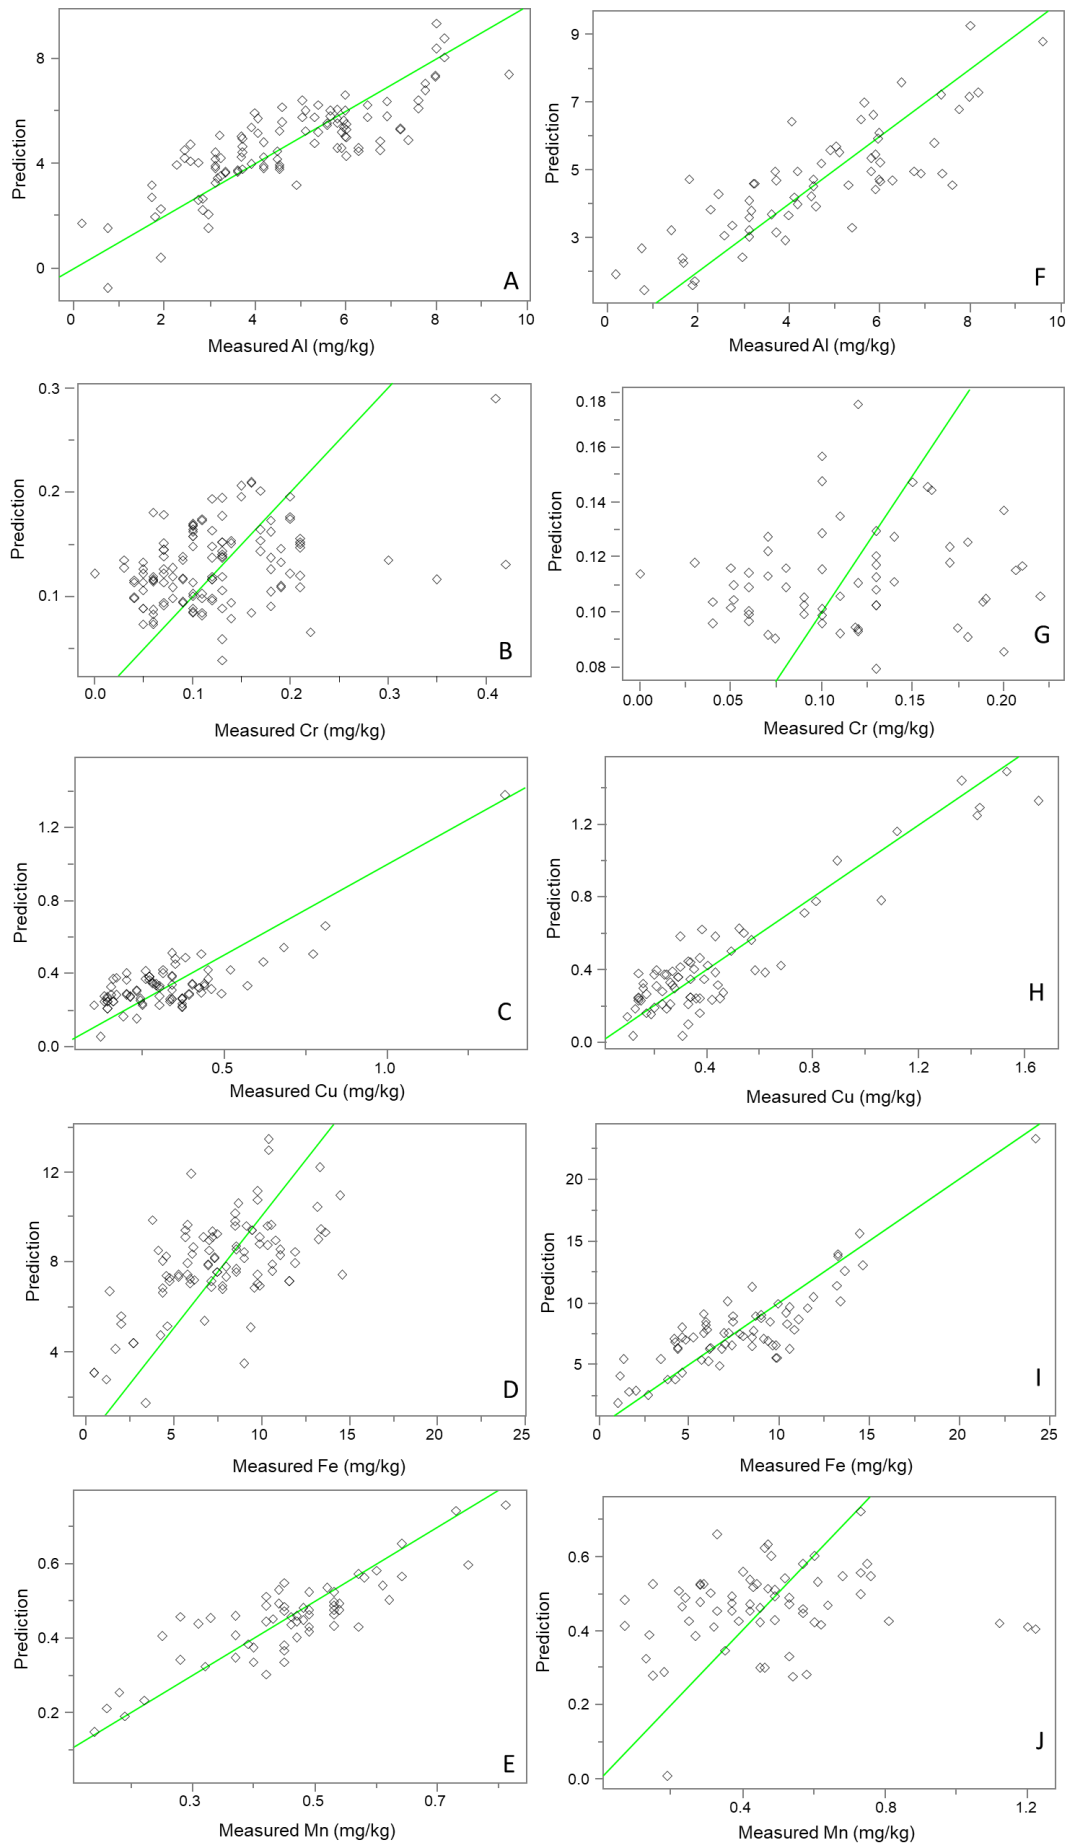 Prediction
8
4
0
A
0 2 4 6 8 10
Measured Al (mg/kg)
Prediction
9
7
5
3
F
0 2 4 6 8 10
Measured Al (mg/kg)
Prediction
0.3
0.2
0.1
B
0.0 0.1 0.2 0.3 0.4
Measured Cr (mg/kg)
Prediction
0.18
0.16
0.14
0.12
0.10
0.08
G
0.00 0.05 0.10 0.15 0.20
Measured Cr (mg/kg)
Prediction
1.2
0.8
0.4
0.0
C
0.5 1.0
Measured Cu (mg/kg)
Prediction
1.2
0.8
0.4
0.0
H
0.4 0.8 1.2 1.6
Measured Cu (mg/kg)
Prediction
12
8
4
D
0 5 10 15 20 25
Measured Fe (mg/kg)
Prediction
20
15
10
5
I
0 5 10 15 20 25
Measured Fe (mg/kg)
Prediction
0.6
0.4
0.2
E
0.3 0.5 0.7
Measured Mn (mg/kg)
Prediction
0.6
0.4
0.2
0.0
J
0.4 0.8 1.2
Measured Mn (mg/kg)